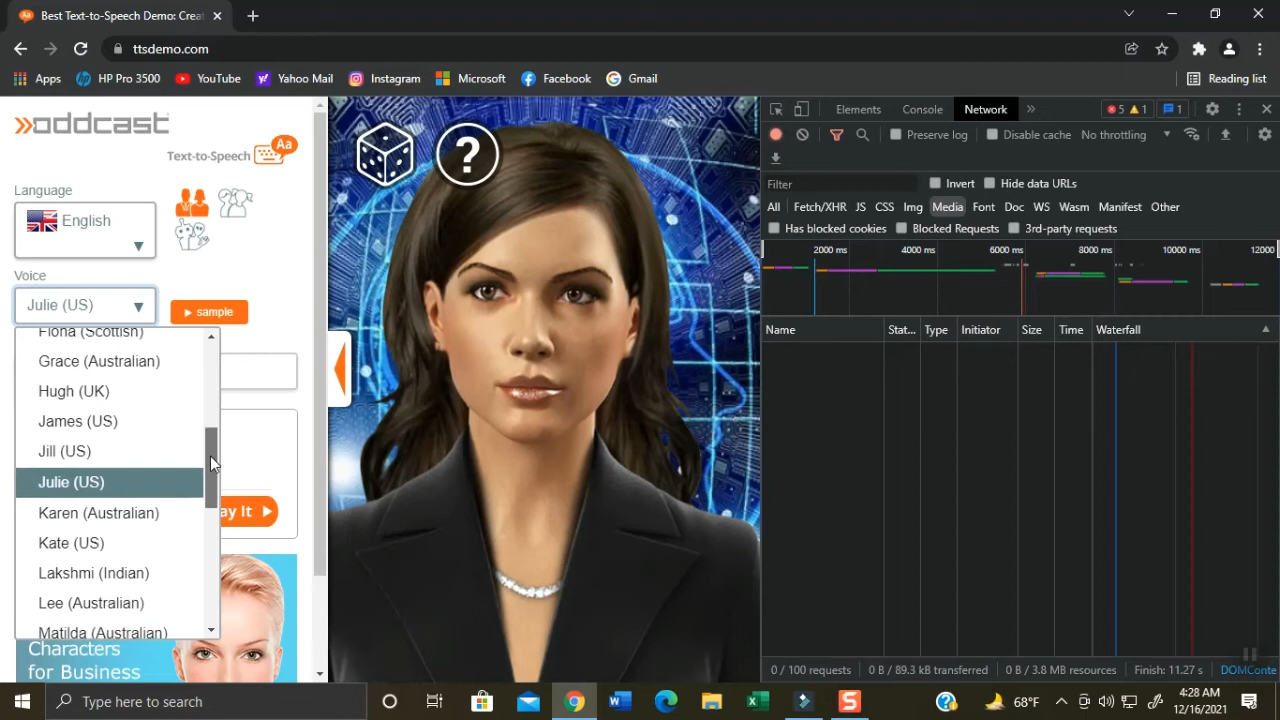 Best Text-to-Speech Demo: Crea
ttsdemo.com
Apps
HP Pro 3500
YouTube
Yahoo Mail
Instagram
Microsoft
Facebook
Gmail
Reading list
oddcast
Text-to-Speech
Aa
Language
English
Voice
Julie (US)
sample
Fiona (Scottish)
Grace (Australian)
Hugh (UK)
James (US)
Jill (US)
Julie (US)
Karen (Australian)
Kate (US)
Lakshmi (Indian)
Lee (Australian)
Matilda (Australian)
ay It
Characters
for Business
?
Elements
Console
Network
5
1
1
Preserve log
Disable cache
No throttling
Filter
Invert
Hide data URLs
All
Fetch/XHR
JS
CSS
Img
Media
Font
Doc
WS
Wasm
Manifest
Other
Has blocked cookies
Blocked Requests
3rd-party requests
2000 ms
4000 ms
6000 ms
8000 ms
10000 ms
12000
Name
Stat...
Type
Initiator
Size
Time
Waterfall
0 / 100 requests
0 B / 89.3 kB transferred
0 B / 3.8 MB resources
Finish: 11.27 s
DOMConte
Type here to search
68°F
4:28 AM
12/16/2021